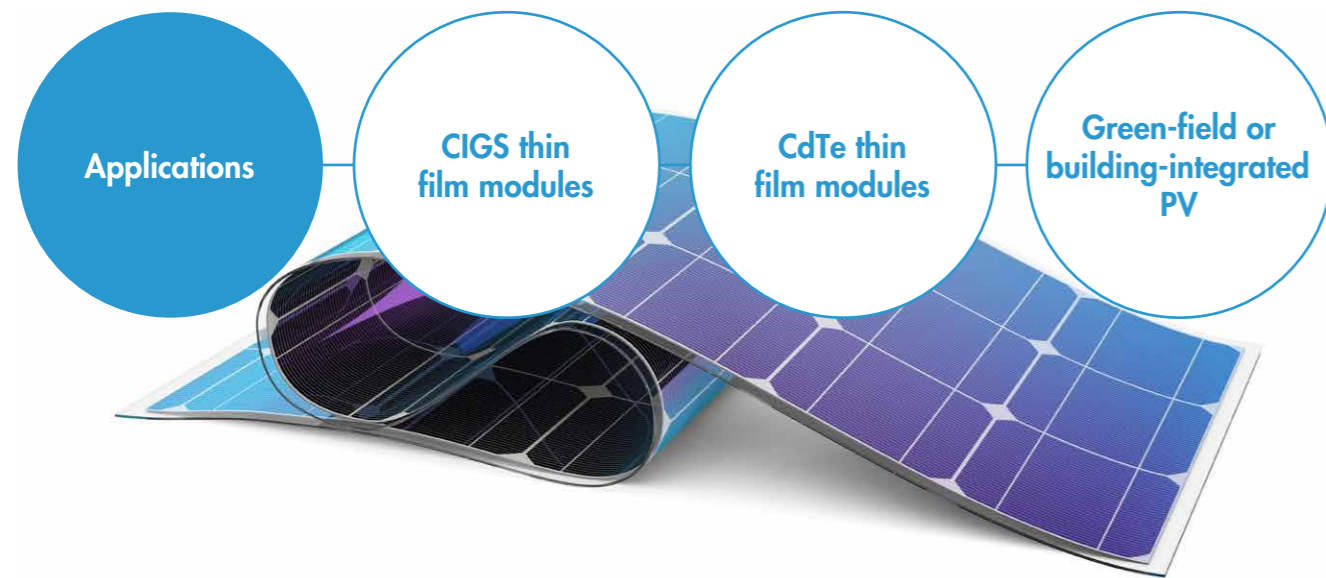 Applications
CIGS thin
film modules
CdTe thin
film modules
Green-field or
building-integrated
PV